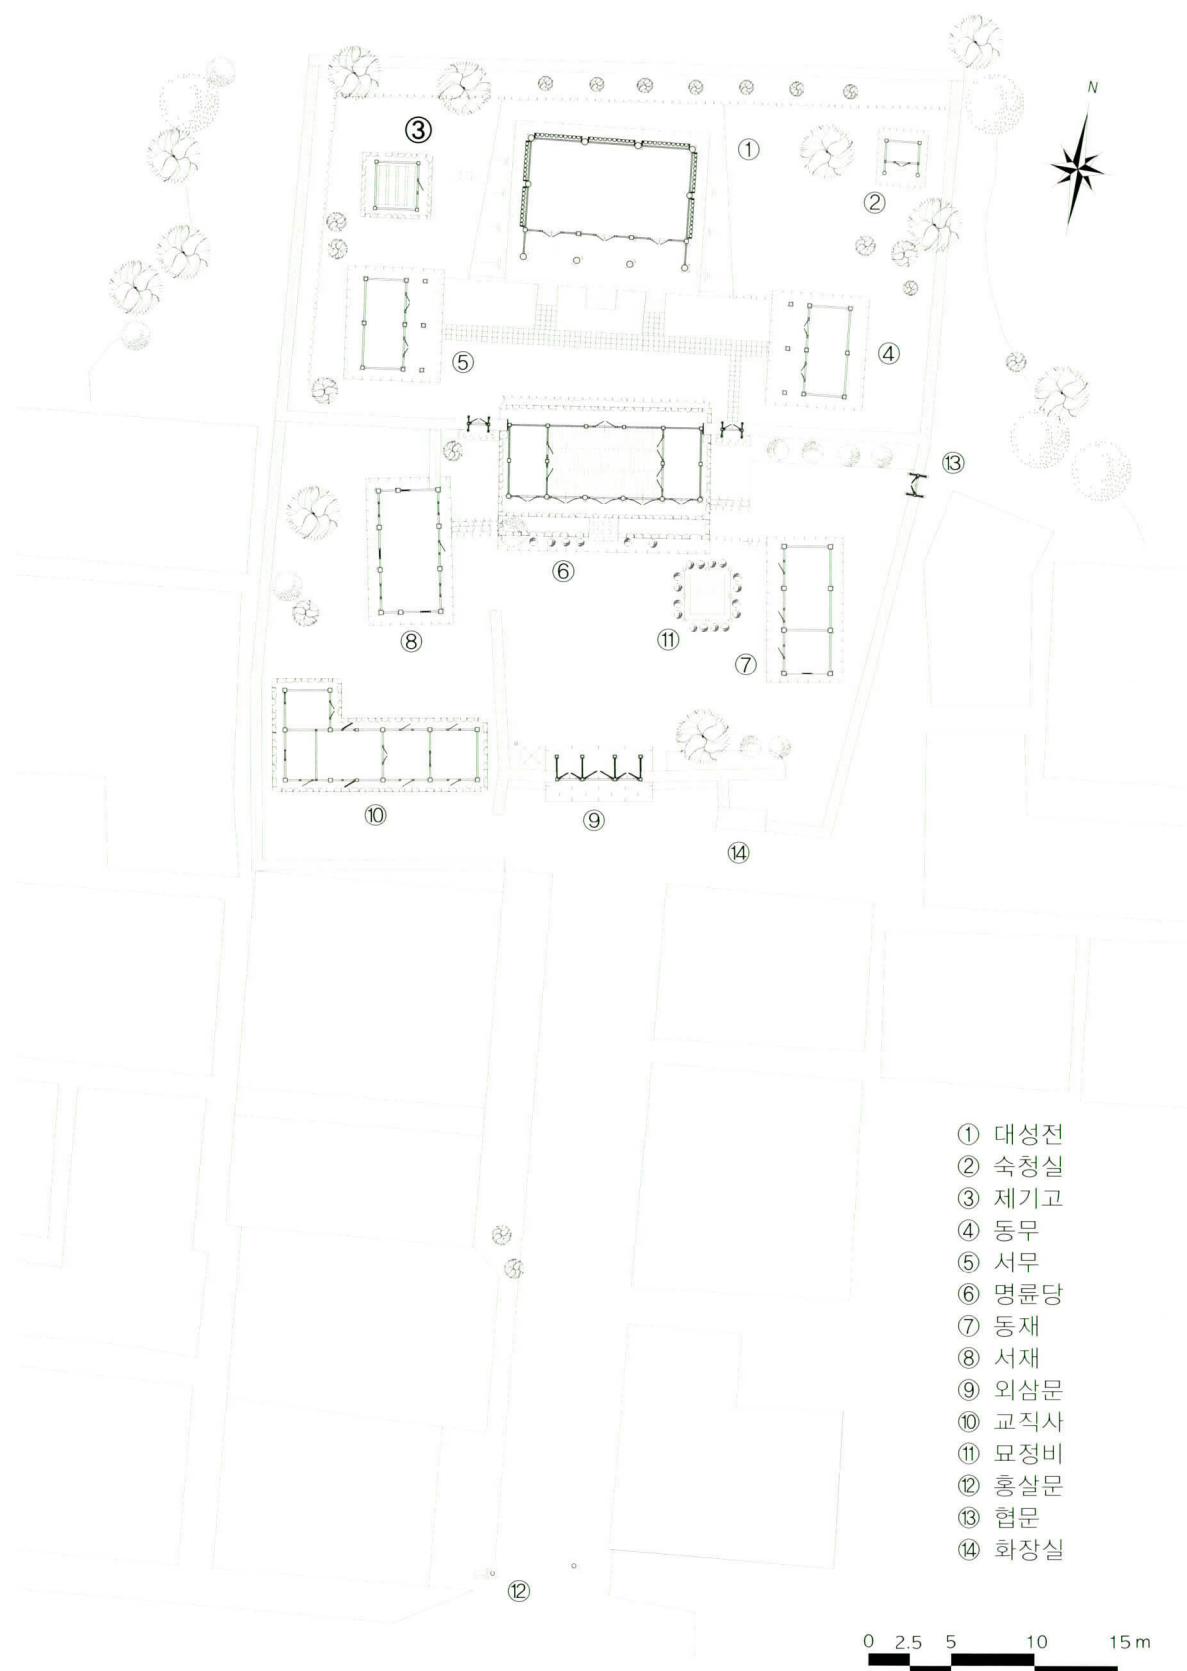 N
③
①
②
④
⑤
⑬
⑥
⑧
⑪
⑦
⑩
⑨
⑭
① 대성전
② 숙청실
③ 제기고
④ 동무
⑤ 서무
⑥ 명륜당
⑦ 동재
⑧ 서재
⑨ 외삼문
⑩ 교직사
⑪ 묘정비
⑫ 홍살문
⑬ 협문
⑭ 화장실
⑫
0 2.5 5 10 15 m